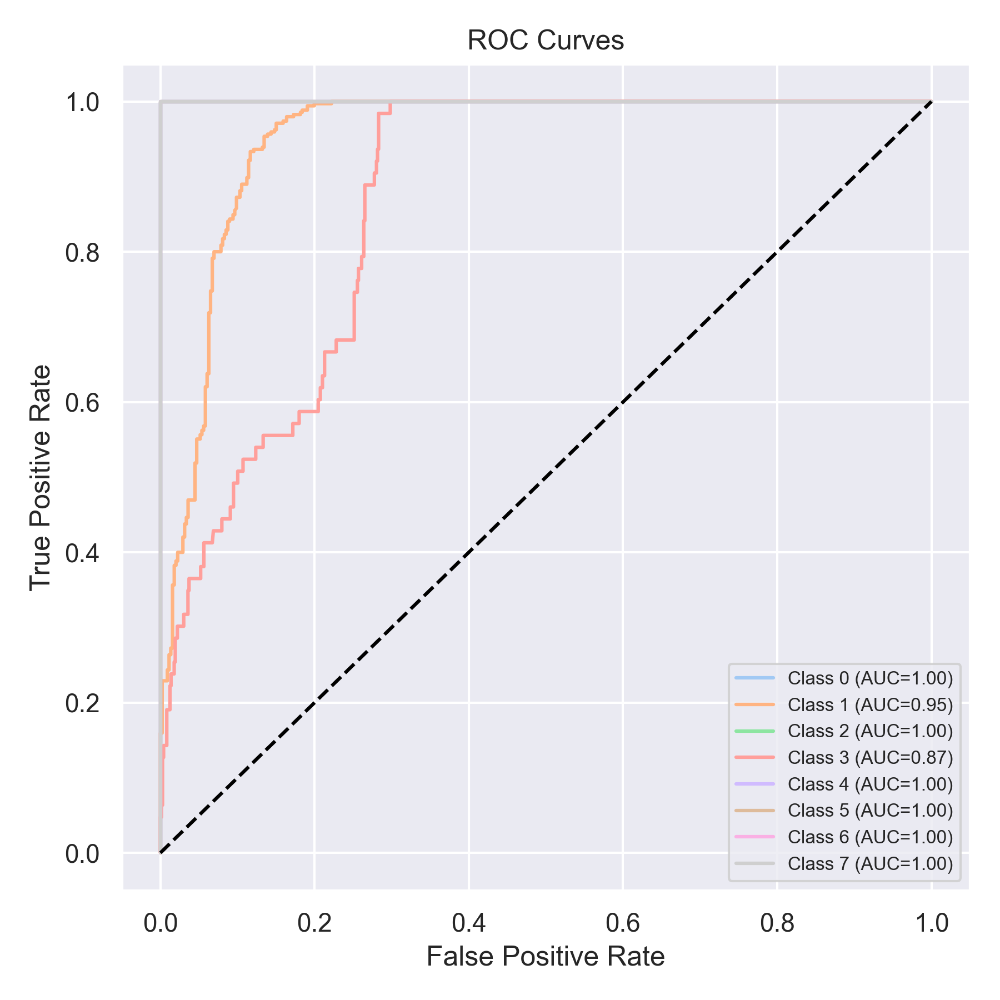 ROC Curves
True Positive Rate
1.0
0.8
0.6
0.4
0.2
0.0
Class 0 (AUC=1.00)
Class 1 (AUC=0.95)
Class 2 (AUC=1.00)
Class 3 (AUC=0.87)
Class 4 (AUC=1.00)
Class 5 (AUC=1.00)
Class 6 (AUC=1.00)
Class 7 (AUC=1.00)
0.0 0.2 0.4 0.6 0.8 1.0
False Positive Rate